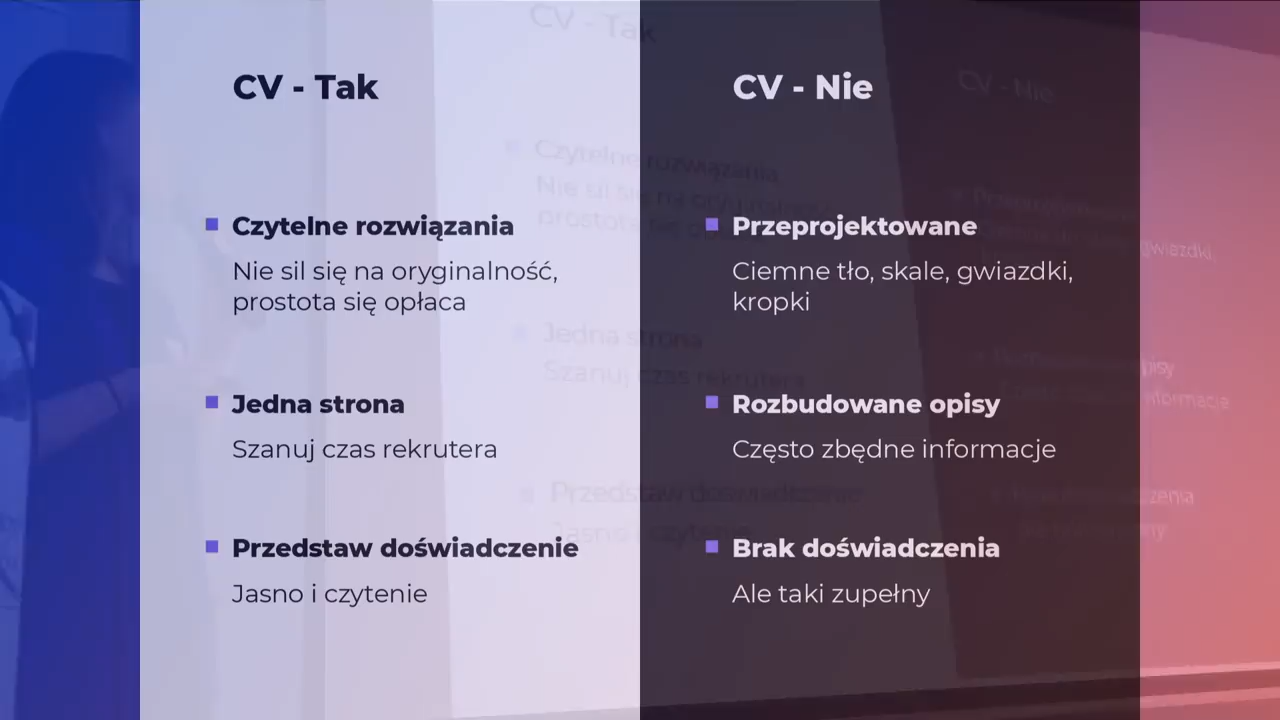 CV - Tak
Czytelne rozwiązania
Nie sil się na oryginalność,
prostota się opłaca
Jedna strona
Szanuj czas rekrutera
Przedstaw doświadczenie
Jasno i czytenie
CV - Nie
Przeprojektowane
Ciemne tło, skale, gwiazdki,
kropki
Rozbudowane opisy
Często zbędne informacje
Brak doświadczenia
Ale taki zupełny